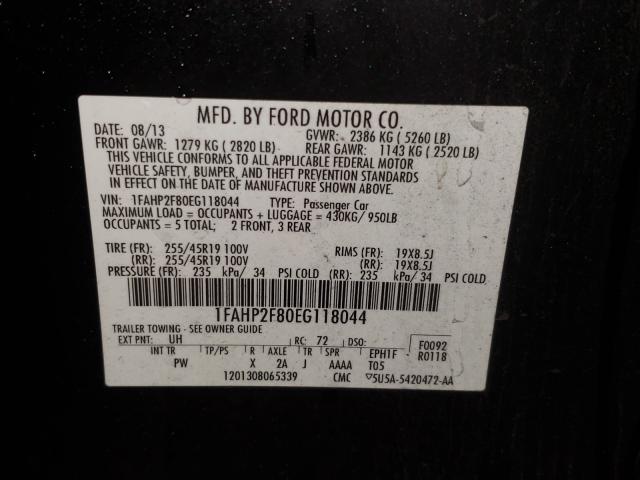 MFD. BY FORD MOTOR CO.
DATE: 08/13 GVWR: 2386 KG ( 5260 LB)
FRONT GAWR: 1279 KG ( 2820 LB) REAR GAWR: 1143 KG ( 2520 LB)
THIS VEHICLE CONFORMS TO ALL APPLICABLE FEDERAL MOTOR
VEHICLE SAFETY, BUMPER, AND THEFT PREVENTION STANDARDS
IN EFFECT ON THE DATE OF MANUFACTURE SHOWN ABOVE.
VIN: 1FAHP2F80EG118044 TYPE: Passenger Car
MAXIMUM LOAD = OCCUPANTS + LUGGAGE = 430KG/ 950LB
OCCUPANTS = 5 TOTAL; 2 FRONT, 3 REAR
TIRE (FR): 255/45R19 100V RIMS (FR): 19X8.5J
(RR): 255/45R19 100V (RR): 19X8.5J
PRESSURE (FR): 235 kPa/ 34 PSI COLD (RR): 235 kPa/ 34 PSI COLD
1FAHP2F80EG118044
TRAILER TOWING - SEE OWNER GUIDE
EXT PNT: UH RC: 72 DSO: F0092
INT TR TP/PS R AXLE TR SPR EPH1F R0118
PW X 2A J AAAA T05
1201308065339 CMC ▽5U5A-5420472-AA